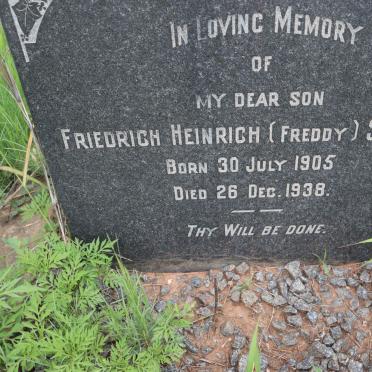 In Loving Memory
of
my dear son
Friedrich Heinrich (Freddy)
Born 30 July 1905
Died 26 Dec. 1938.
Thy Will be done.